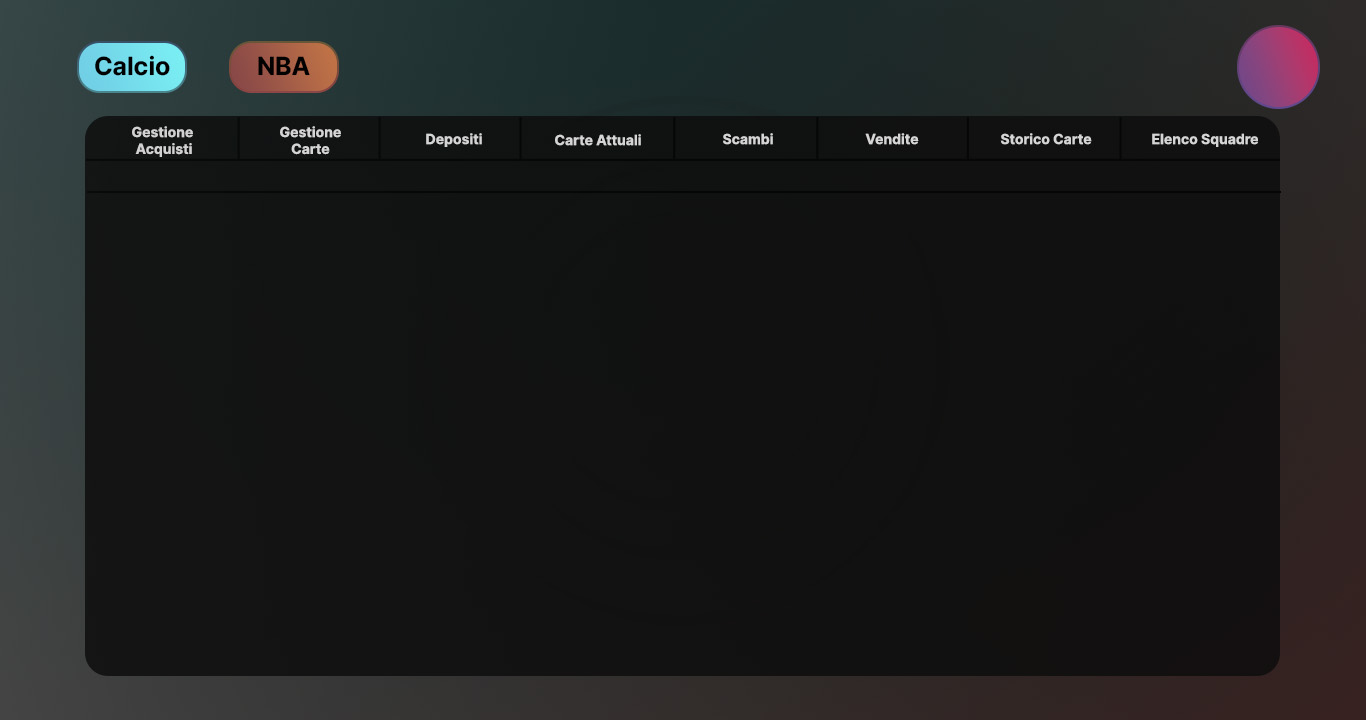 Calcio
NBA
Gestione
Acquisti
Gestione
Carte
Depositi
Carte Attuali
Scambi
Vendite
Storico Carte
Elenco Squadre